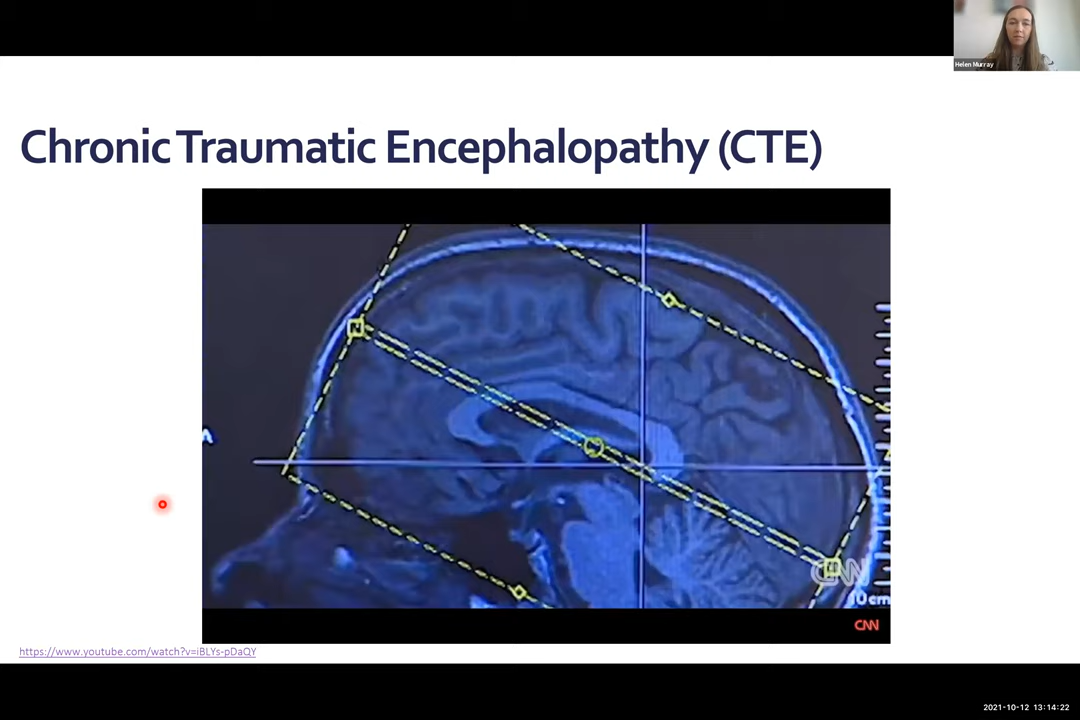 Helen Murray
Chronic Traumatic Encephalopathy (CTE)
A
CNN
10cm
CNN
https://www.youtube.com/watch?v=iBLYs-pDaQY
2021-10-12 13:14:22